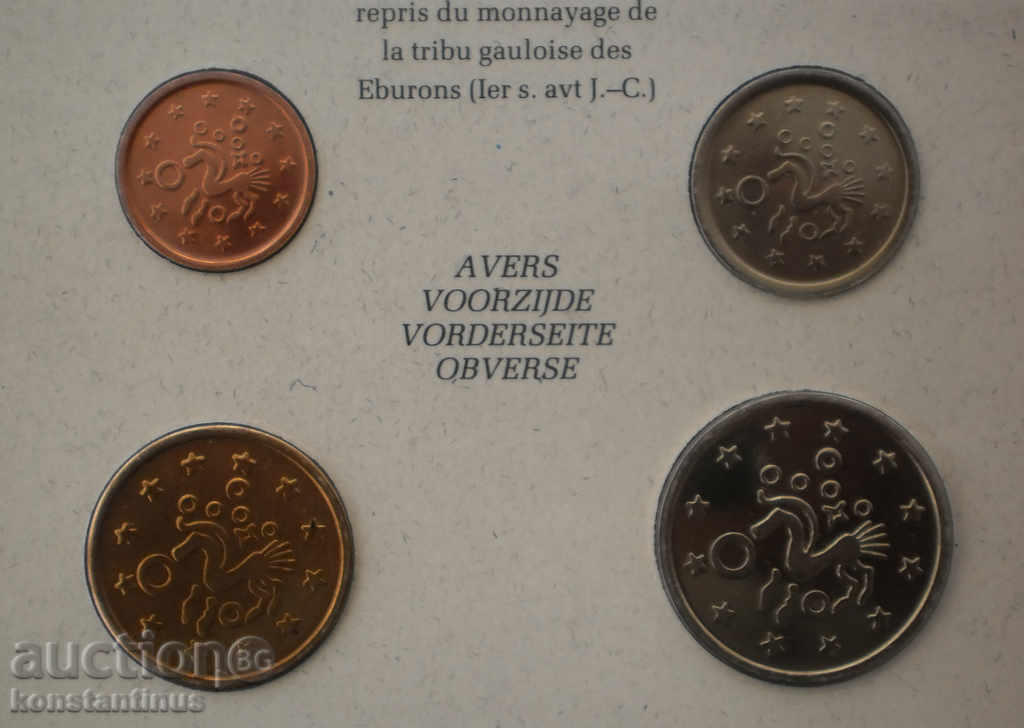 repris du monnayage de
la tribu gauloise des
Eburons (Ier s. avt J.–C.)
AVERS
VOORZIJDE
VORDERSEITE
OBVERSE
auction BG
konstantinus